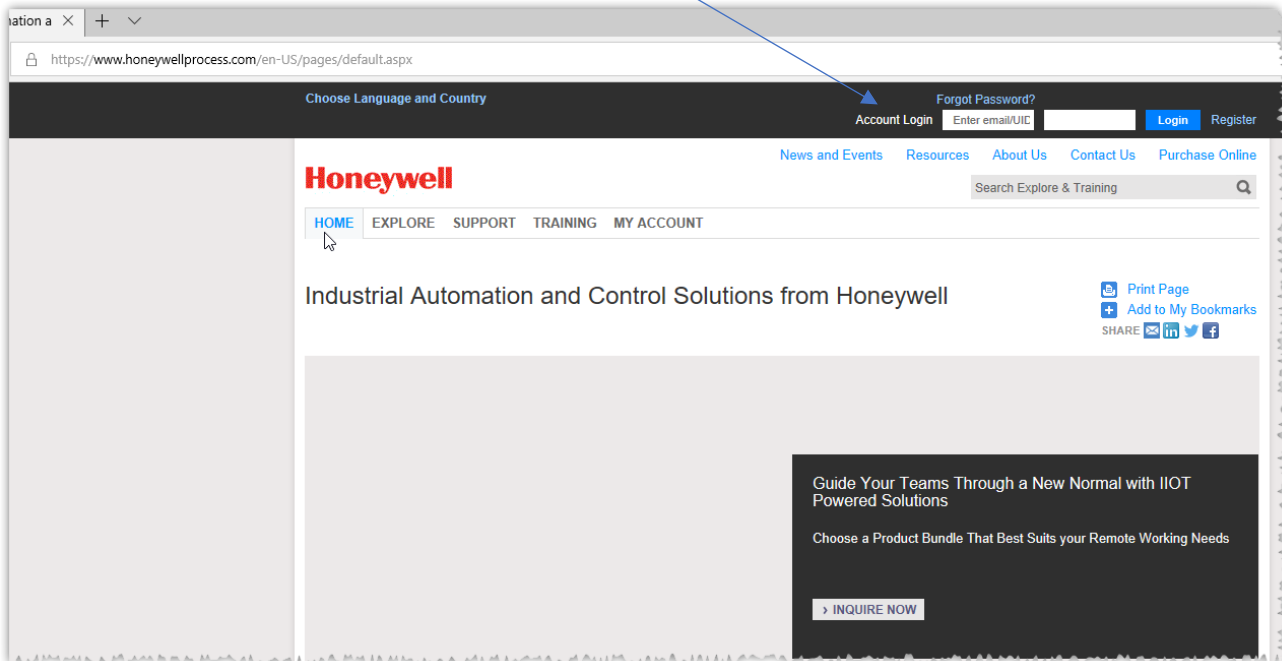 ation a
https://www.honeywellprocess.com/en-US/pages/default.aspx
Choose Language and Country
Forgot Password?
Account Login Enter email/UID Login Register
News and Events Resources About Us Contact Us Purchase Online
Honeywell
Search Explore & Training
HOME EXPLORE SUPPORT TRAINING MY ACCOUNT
Industrial Automation and Control Solutions from Honeywell
Print Page
Add to My Bookmarks
SHARE
Guide Your Teams Through a New Normal with IIOT
Powered Solutions
Choose a Product Bundle That Best Suits your Remote Working Needs
› INQUIRE NOW